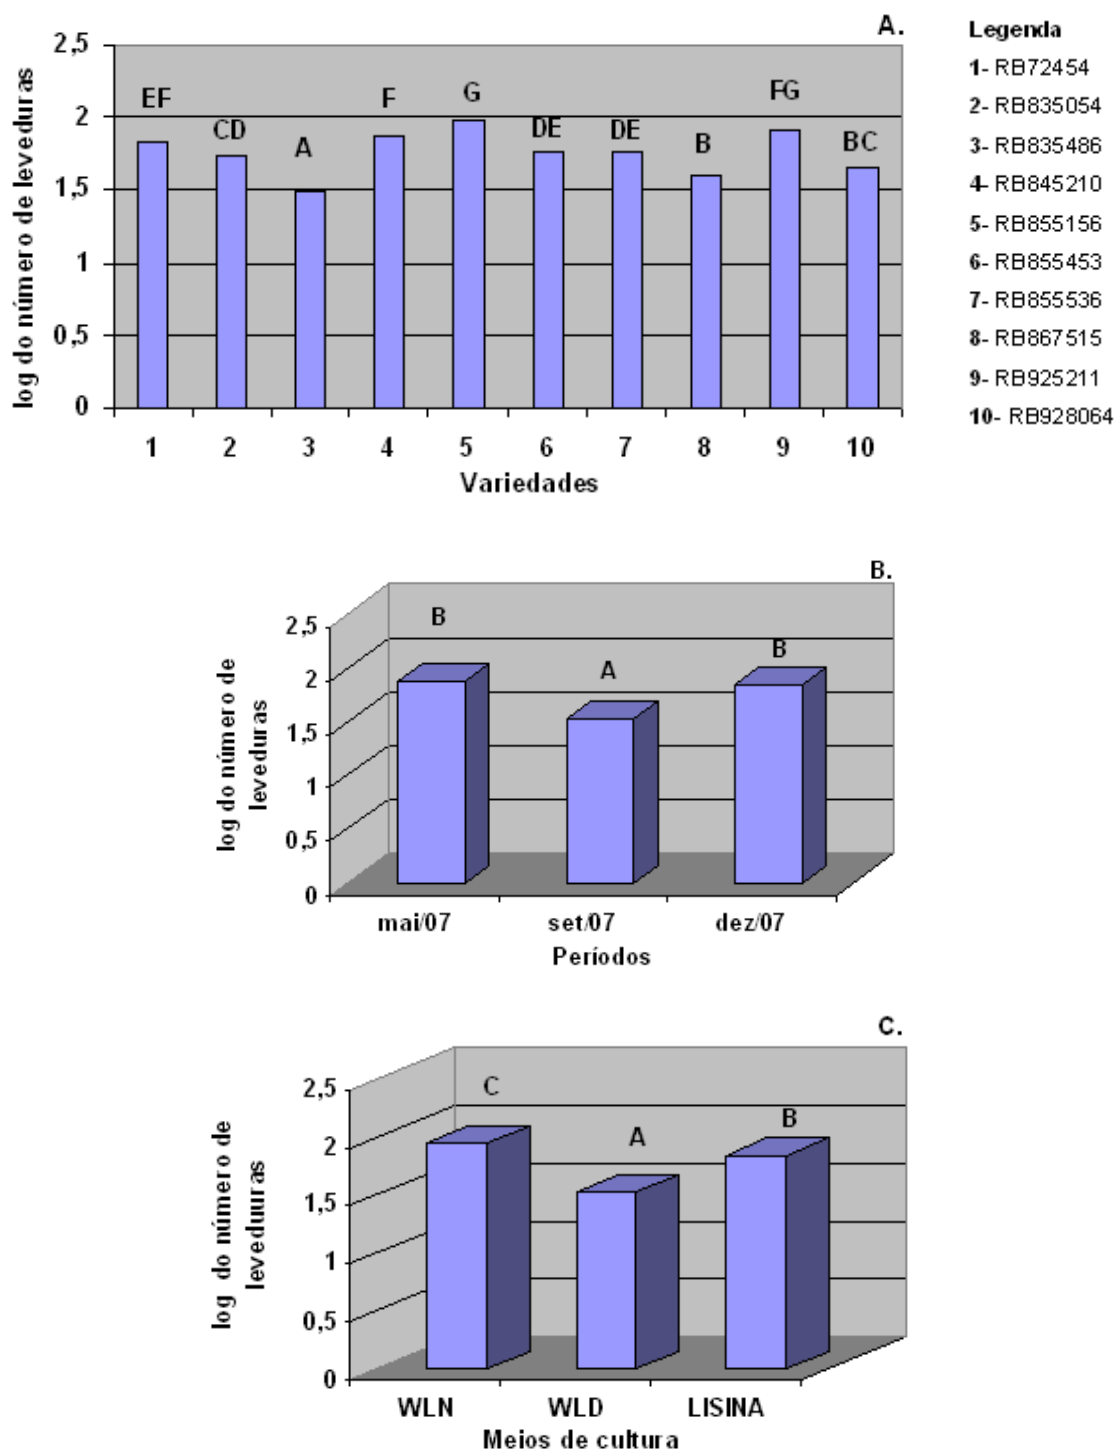 A.
log do número de leveduras
2,5
2
1,5
1
0,5
0
EF
CD
A
F
G
DE
DE
B
FG
BC
1 2 3 4 5 6 7 8 9 10
Variedades
Legenda
1- RB72454
2- RB835054
3- RB835486
4- RB845210
5- RB855156
6- RB855453
7- RB855536
8- RB867515
9- RB925211
10- RB928064
B.
log do número de
leveduras
2,5
2
1,5
1
0,5
0
B
A
B
mai/07 set/07 dez/07
Períodos
C.
log do número de
leveduuras
2,5
2
1,5
1
0,5
0
C
A
B
WLN WLD LISINA
Meios de cultura